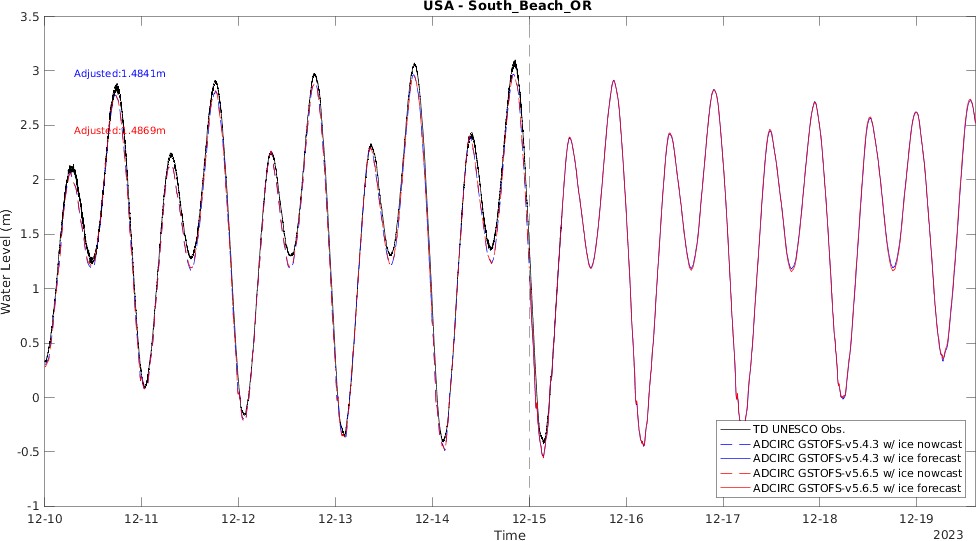 USA - South_Beach_OR
3.5
3
2.5
2
1.5
1
0.5
0
-0.5
-1
Water Level (m)
Adjusted:1.4841m
Adjusted:1.4869m
TD UNESCO Obs.
ADCIRC GSTOFS-v5.4.3 w/ ice nowcast
ADCIRC GSTOFS-v5.4.3 w/ ice forecast
ADCIRC GSTOFS-v5.6.5 w/ ice nowcast
ADCIRC GSTOFS-v5.6.5 w/ ice forecast
12-10 12-11 12-12 12-13 12-14 12-15 12-16 12-17 12-18 12-19
Time
2023